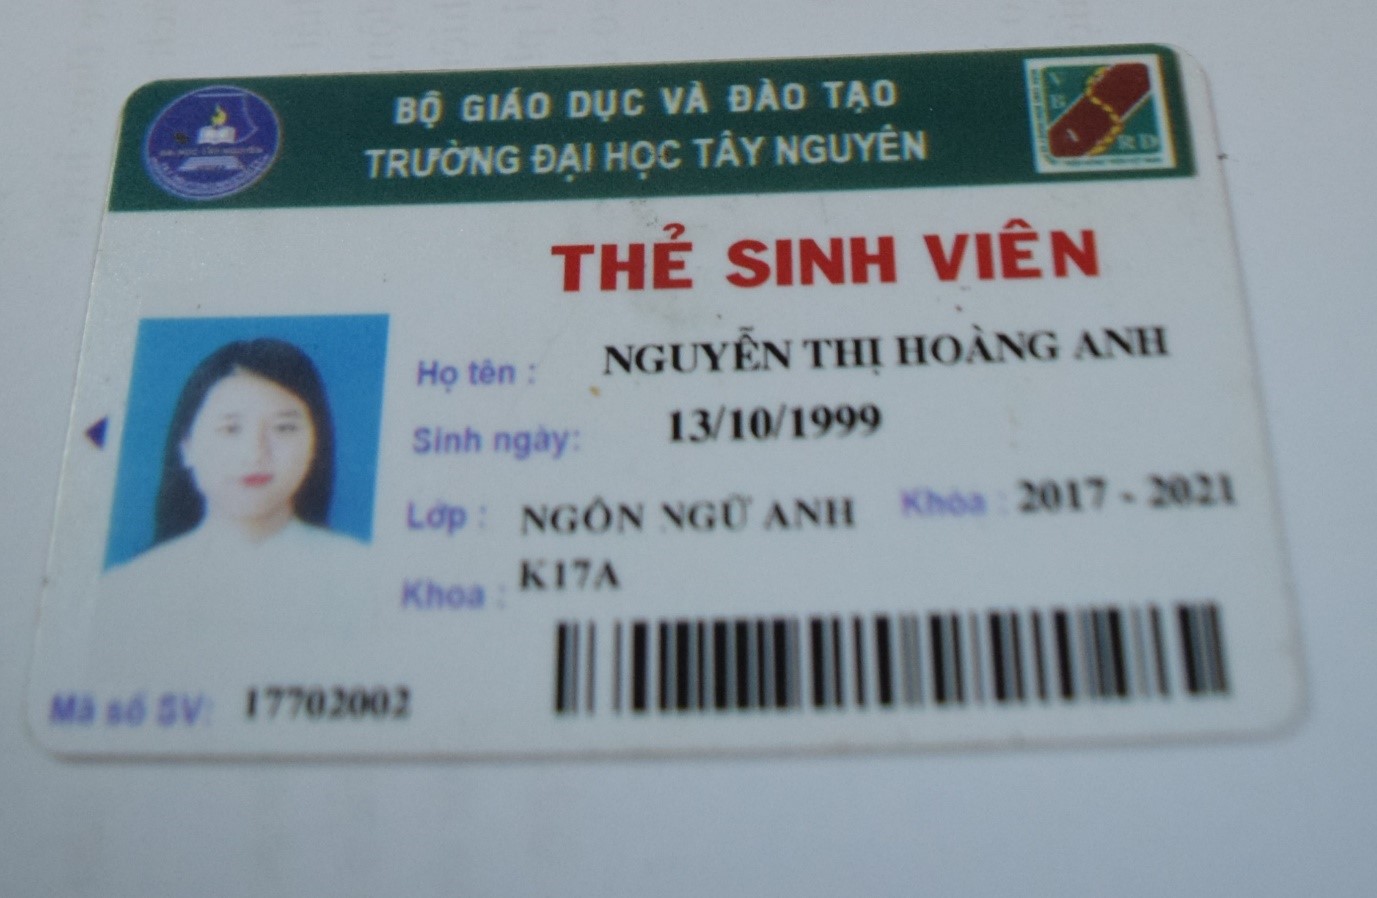 BỘ GIÁO DỤC VÀ ĐÀO TẠO
TRƯỜNG ĐẠI HỌC TÂY NGUYÊN
V B A R D
THẺ SINH VIÊN
Họ tên : NGUYỄN THỊ HOÀNG ANH
Sinh ngày: 13/10/1999
Lớp : NGÔN NGỮ ANH Khóa : 2017 - 2021
Khoa : K17A
Mã số SV: 17702002